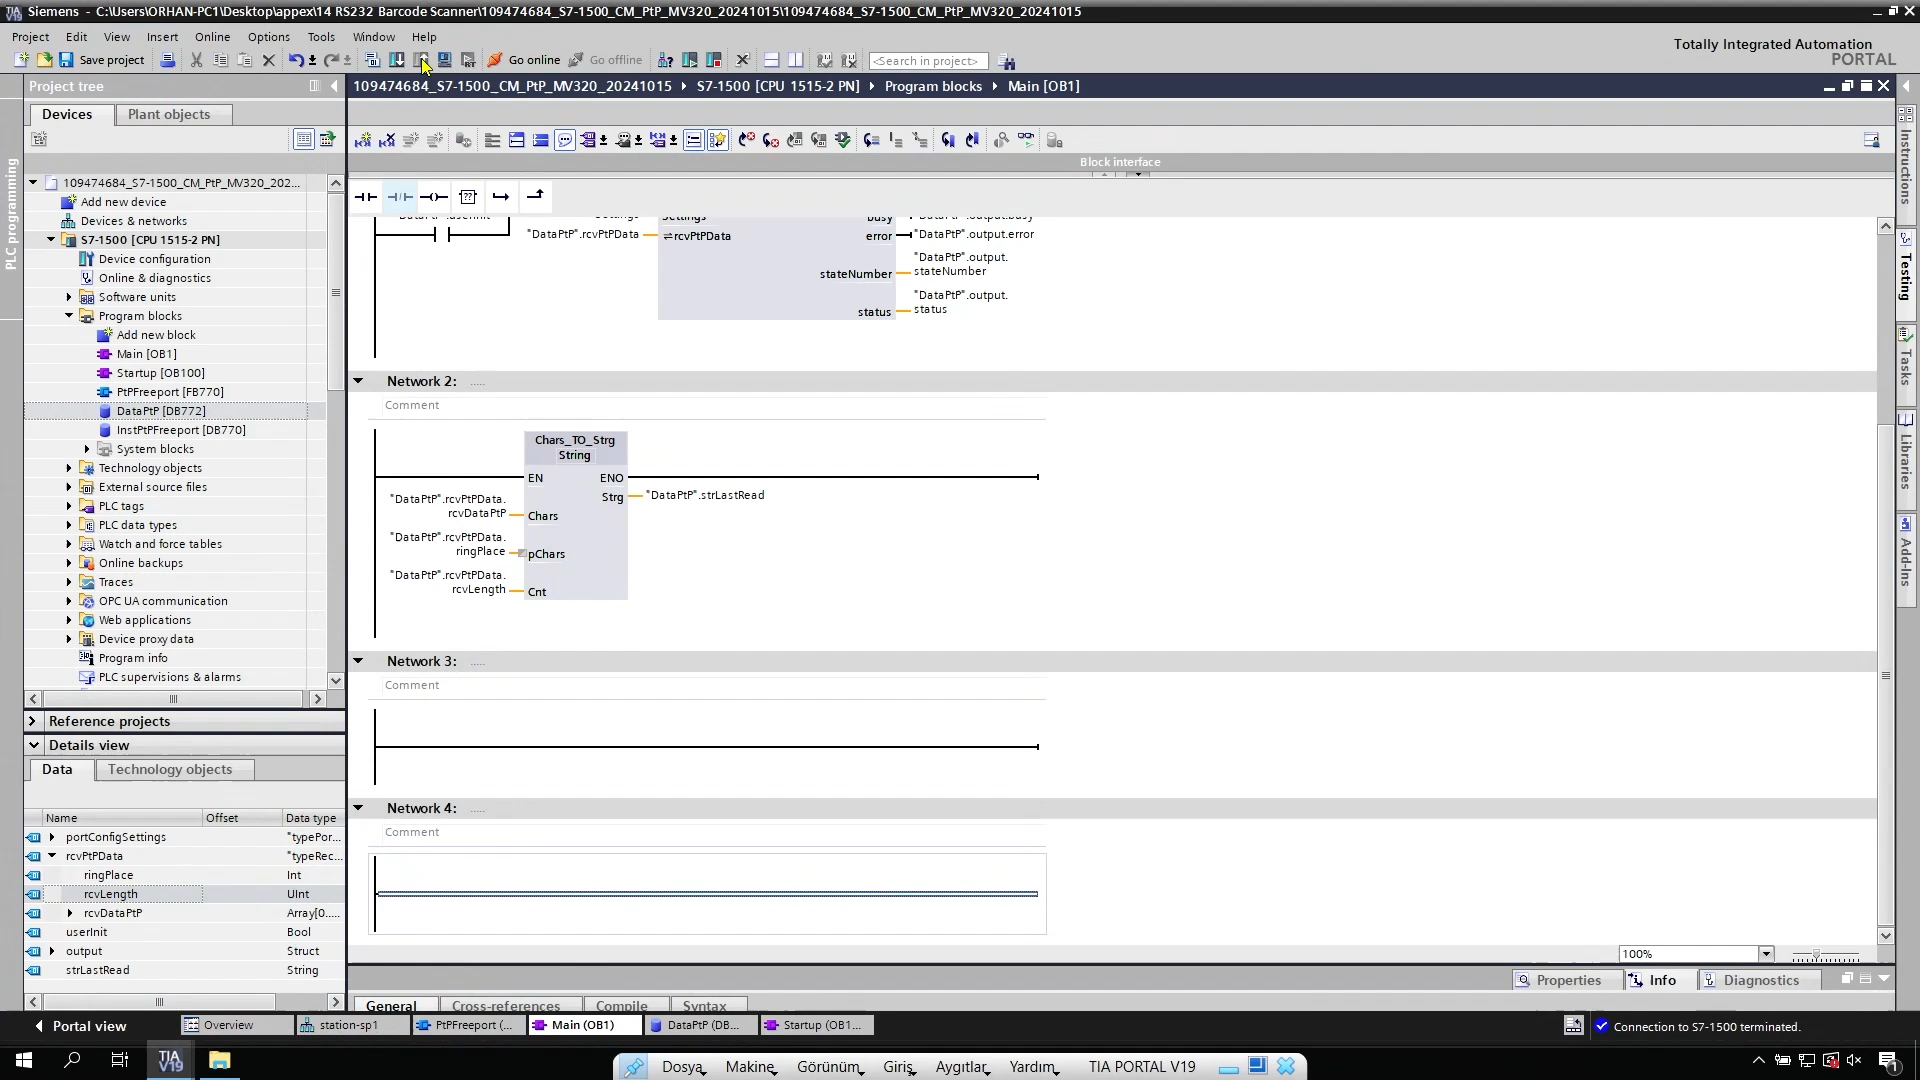 Siemens - C:\Users\ORHAN-PC1\Desktop\appex\14 RS232 Barcode Scanner\109474684_S7-1500_CM_PtP_MV320_20241015\109474684_S7-1500_CM_PtP_MV320_20241015
Project Edit View Insert Online Options Tools Window Help
Totally Integrated Automation
PORTAL
Save project Go online Go offline <Search in project>
Project tree
109474684_S7-1500_CM_PtP_MV320_20241015 S7-1500 [CPU 1515-2 PN] Program blocks Main [OB1]
Devices Plant objects
Block interface
PLC programming
109474684_S7-1500_CM_PtP_MV320_202...
Add new device
Devices & networks
S7-1500 [CPU 1515-2 PN]
Device configuration
Online & diagnostics
Software units
Program blocks
Add new block
Main [OB1]
Startup [OB100]
PtPFreeport [FB770]
DataPtP [DB772]
InstPtPFreeport [DB770]
System blocks
Technology objects
External source files
PLC tags
PLC data types
Watch and force tables
Online backups
Traces
OPC UA communication
Web applications
Device proxy data
Program info
PLC supervisions & alarms
Reference projects
Details view
Data Technology objects
Name Offset Data type
portConfigSettings "typePor...
rcvPtPData "typeRec...
ringPlace Int
rcvLength UInt
rcvDataPtP Array[0....
userInit Bool
output Struct
strLastRead String
"DataPtP".rcvPtPData rcvPtPData
error "DataPtP".output.error
"DataPtP".output.
stateNumber stateNumber
"DataPtP".output.
status status
Network 2: .....
Comment
Chars_TO_Strg
String
EN ENO
Strg "DataPtP".strLastRead
"DataPtP".rcvPtPData.
rcvDataPtP Chars
"DataPtP".rcvPtPData.
ringPlace pChars
"DataPtP".rcvPtPData.
rcvLength Cnt
Network 3: .....
Comment
Network 4: .....
Comment
100%
Properties Info Diagnostics
General Cross-references Compile Syntax
Instructions
Testing
Tasks
Libraries
Add-Ins
Portal view Overview station-sp1 PtPFreeport (... Main (OB1) DataPtP (DB... Startup (OB1...
Connection to S7-1500 terminated.
TIA V19
Dosya Makine Görünüm Giriş Aygıtlar Yardım TIA PORTAL V19
1